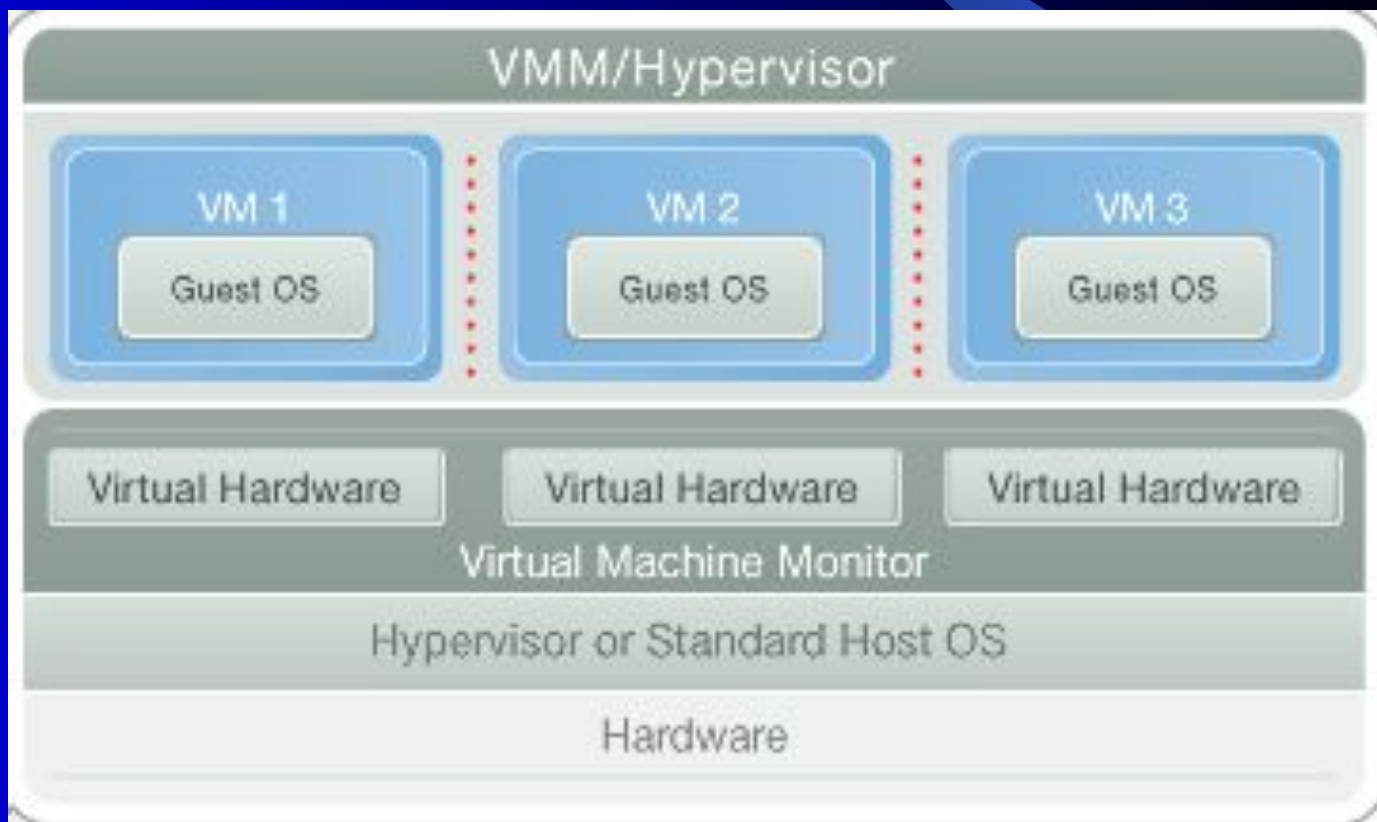 VMM/Hypervisor
VM 1
Guest OS
VM 2
Guest OS
VM 3
Guest OS
Virtual Hardware
Virtual Hardware
Virtual Hardware
Virtual Machine Monitor
Hypervisor or Standard Host OS
Hardware